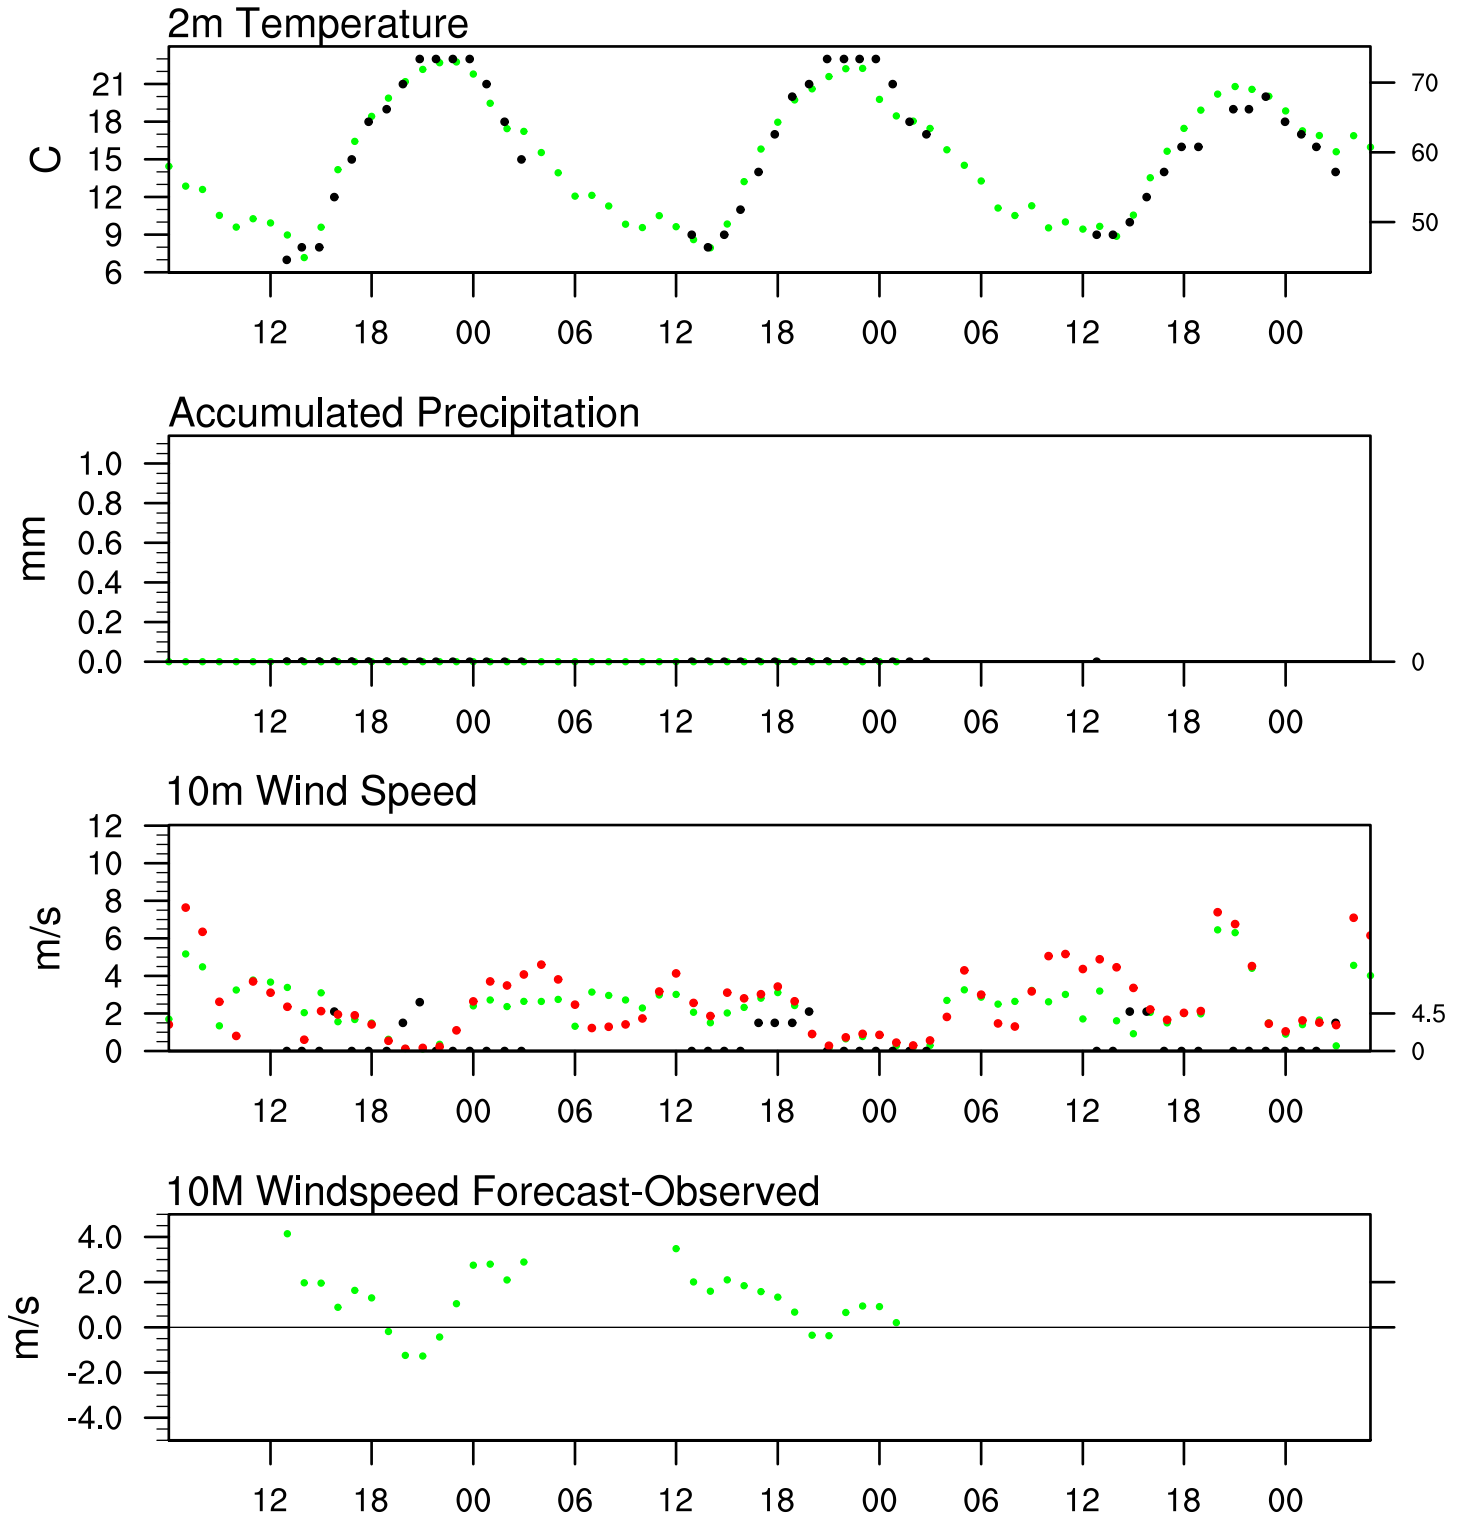 2m Temperature
21
18
15
12
9
6
C
70
60
50
12 18 00 06 12 18 00 06 12 18 00
Accumulated Precipitation
1.0
0.8
0.6
0.4
0.2
0.0
mm
0
12 18 00 06 12 18 00 06 12 18 00
10m Wind Speed
12
10
8
6
4
2
0
m/s
4.5
0
12 18 00 06 12 18 00 06 12 18 00
10M Windspeed Forecast-Observed
4.0
2.0
0.0
-2.0
-4.0
m/s
12 18 00 06 12 18 00 06 12 18 00